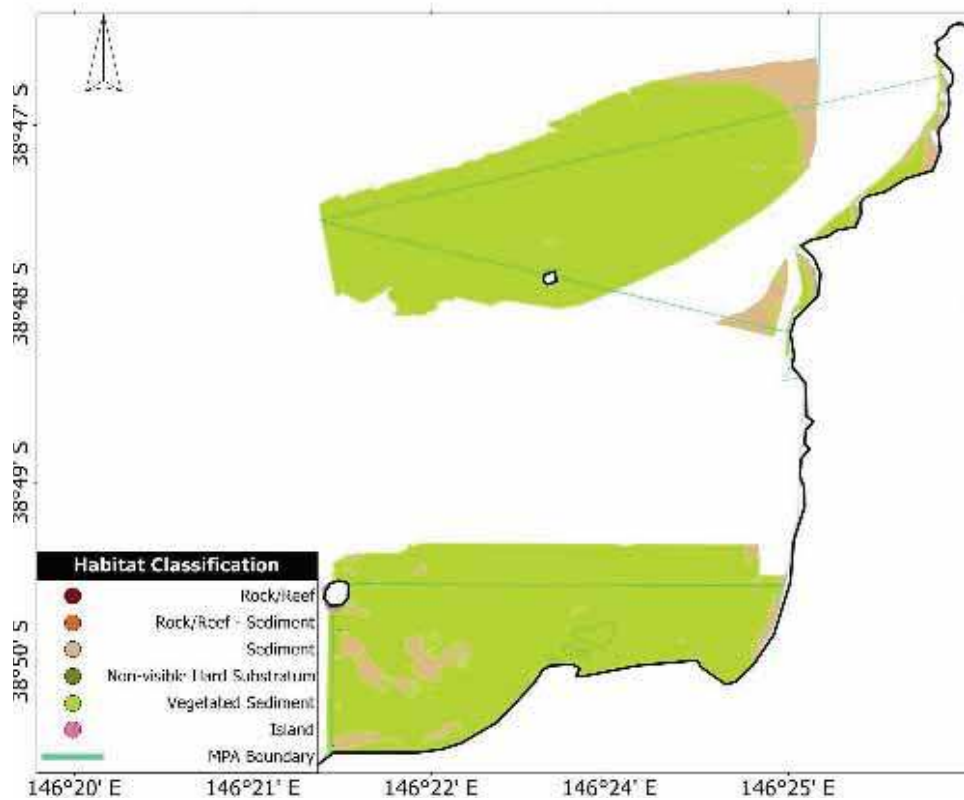 38°47' S
38°48' S
38°49' S
38°50' S
Habitat Classification
Rock/Reef
Rock/Reef - Sediment
Sediment
Non-visible Hard Substratum
Vegetated Sediment
Island
MPA Boundary
146°20' E
146°21' E
146°22' E
146°24' E
146°25' E